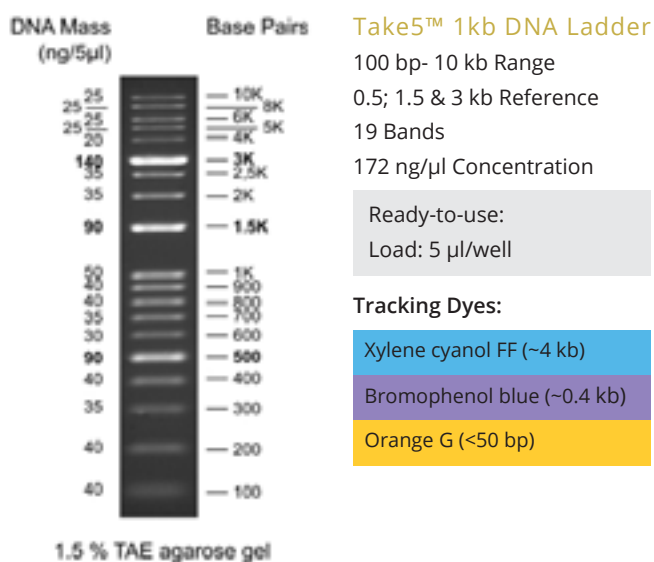 DNA Mass
(ng/5µl)
Base Pairs
25
25
25
25
25
20
140
35
35
90
50
40
40
35
30
90
40
35
40
40
10K
8K
6K
5K
4K
3K
2,5K
2K
1.5K
1K
900
800
700
600
500
400
300
200
100
1.5 % TAE agarose gel
Take5™ 1kb DNA Ladder
100 bp- 10 kb Range
0.5; 1.5 & 3 kb Reference
19 Bands
172 ng/µl Concentration
Ready-to-use:
Load: 5 µl/well
Tracking Dyes:
Xylene cyanol FF (~4 kb)
Bromophenol blue (~0.4 kb)
Orange G (<50 bp)